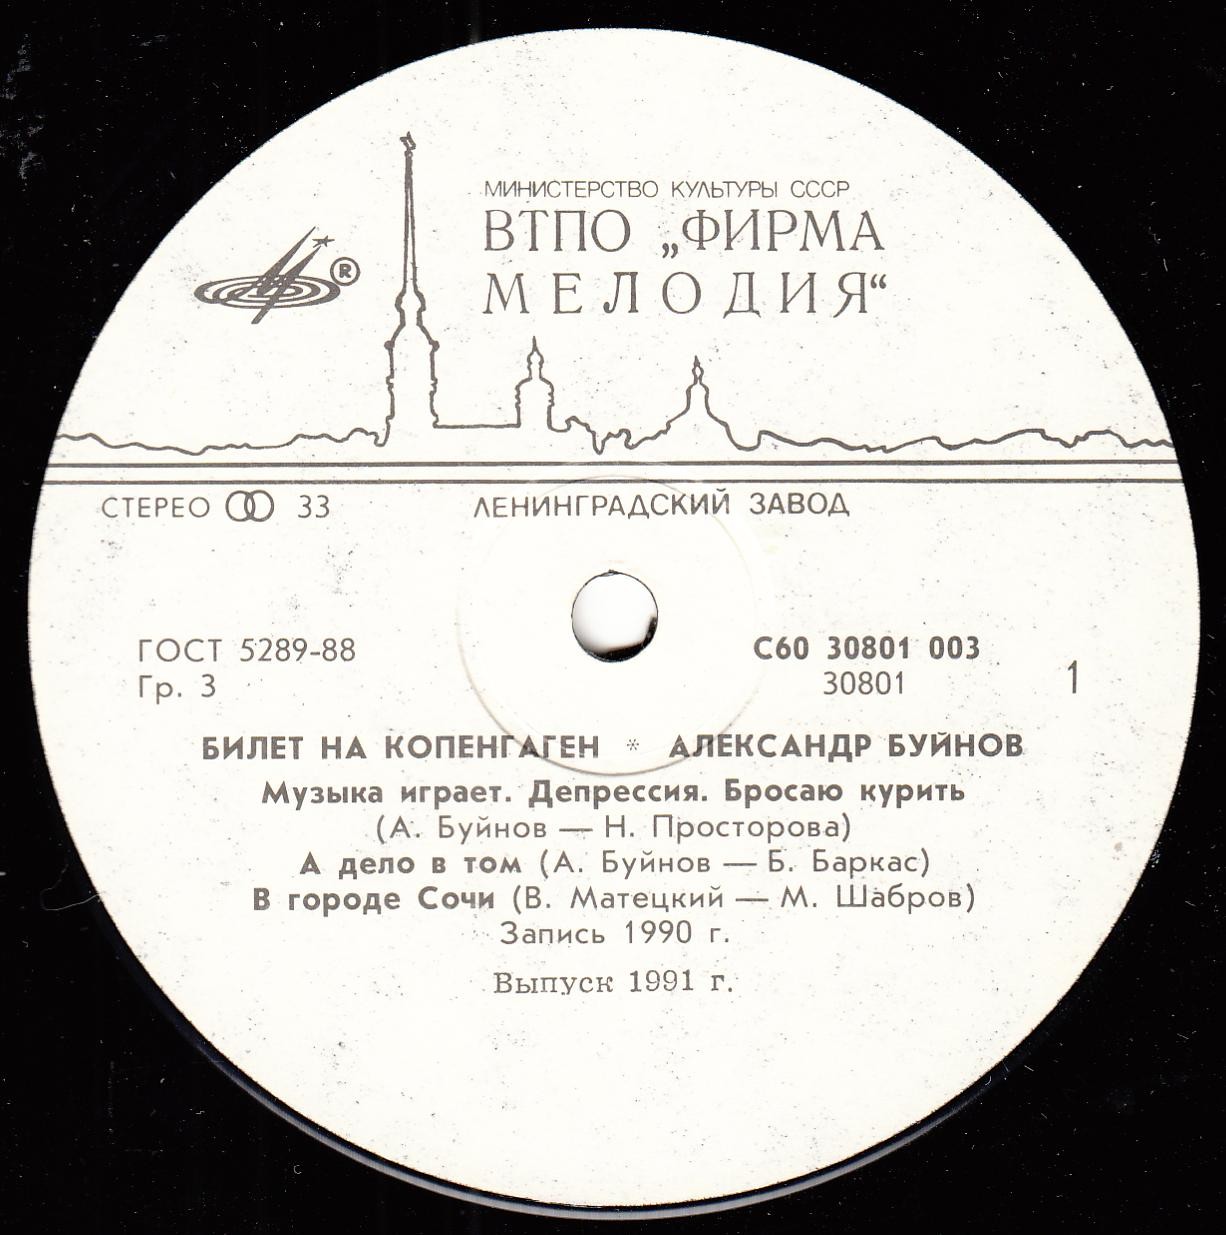 МИНИСТЕРСТВО КУЛЬТУРЫ СССР
ВТПО „ФИРМА
МЕЛОДИЯ“
®
СТЕРЕО 33 ЛЕНИНГРАДСКИЙ ЗАВОД
ГОСТ 5289-88 С60 30801 003
Гр. 3 30801 1
БИЛЕТ НА КОПЕНГАГЕН * АЛЕКСАНДР БУЙНОВ
Музыка играет. Депрессия. Бросаю курить
(А. Буйнов — Н. Просторова)
А дело в том (А. Буйнов — Б. Баркас)
В городе Сочи (В. Матецкий — М. Шабров)
Запись 1990 г.
Выпуск 1991 г.